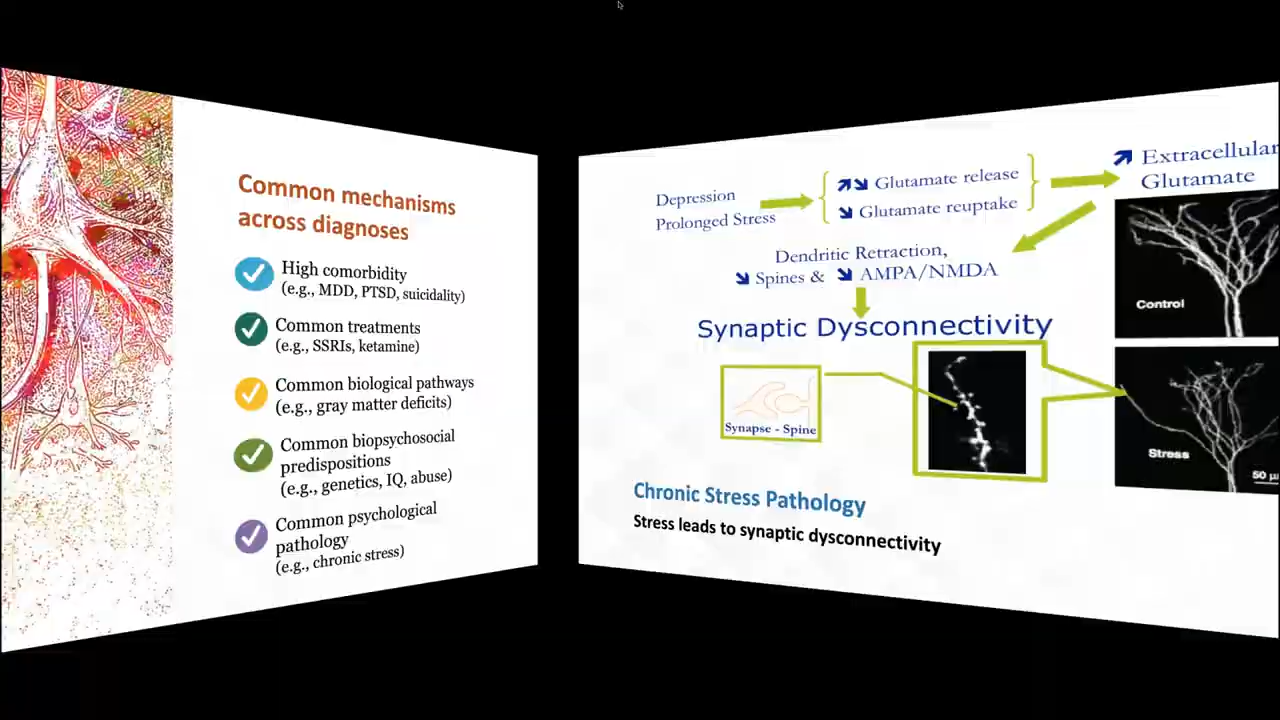 Common mechanisms
across diagnoses
High comorbidity
(e.g., MDD, PTSD, suicidality)
Common treatments
(e.g., SSRIs, ketamine)
Common biological pathways
(e.g., gray matter deficits)
Common biopsychosocial
predispositions
(e.g., genetics, IQ, abuse)
Common psychological
pathology
(e.g., chronic stress)
Depression
Prolonged Stress
Glutamate release
Glutamate reuptake
Extracellular
Glutamate
Dendritic Retraction,
Spines & AMPA/NMDA
Synaptic Dysconnectivity
Synapse - Spine
Control
Stress
50
Chronic Stress Pathology
Stress leads to synaptic dysconnectivity